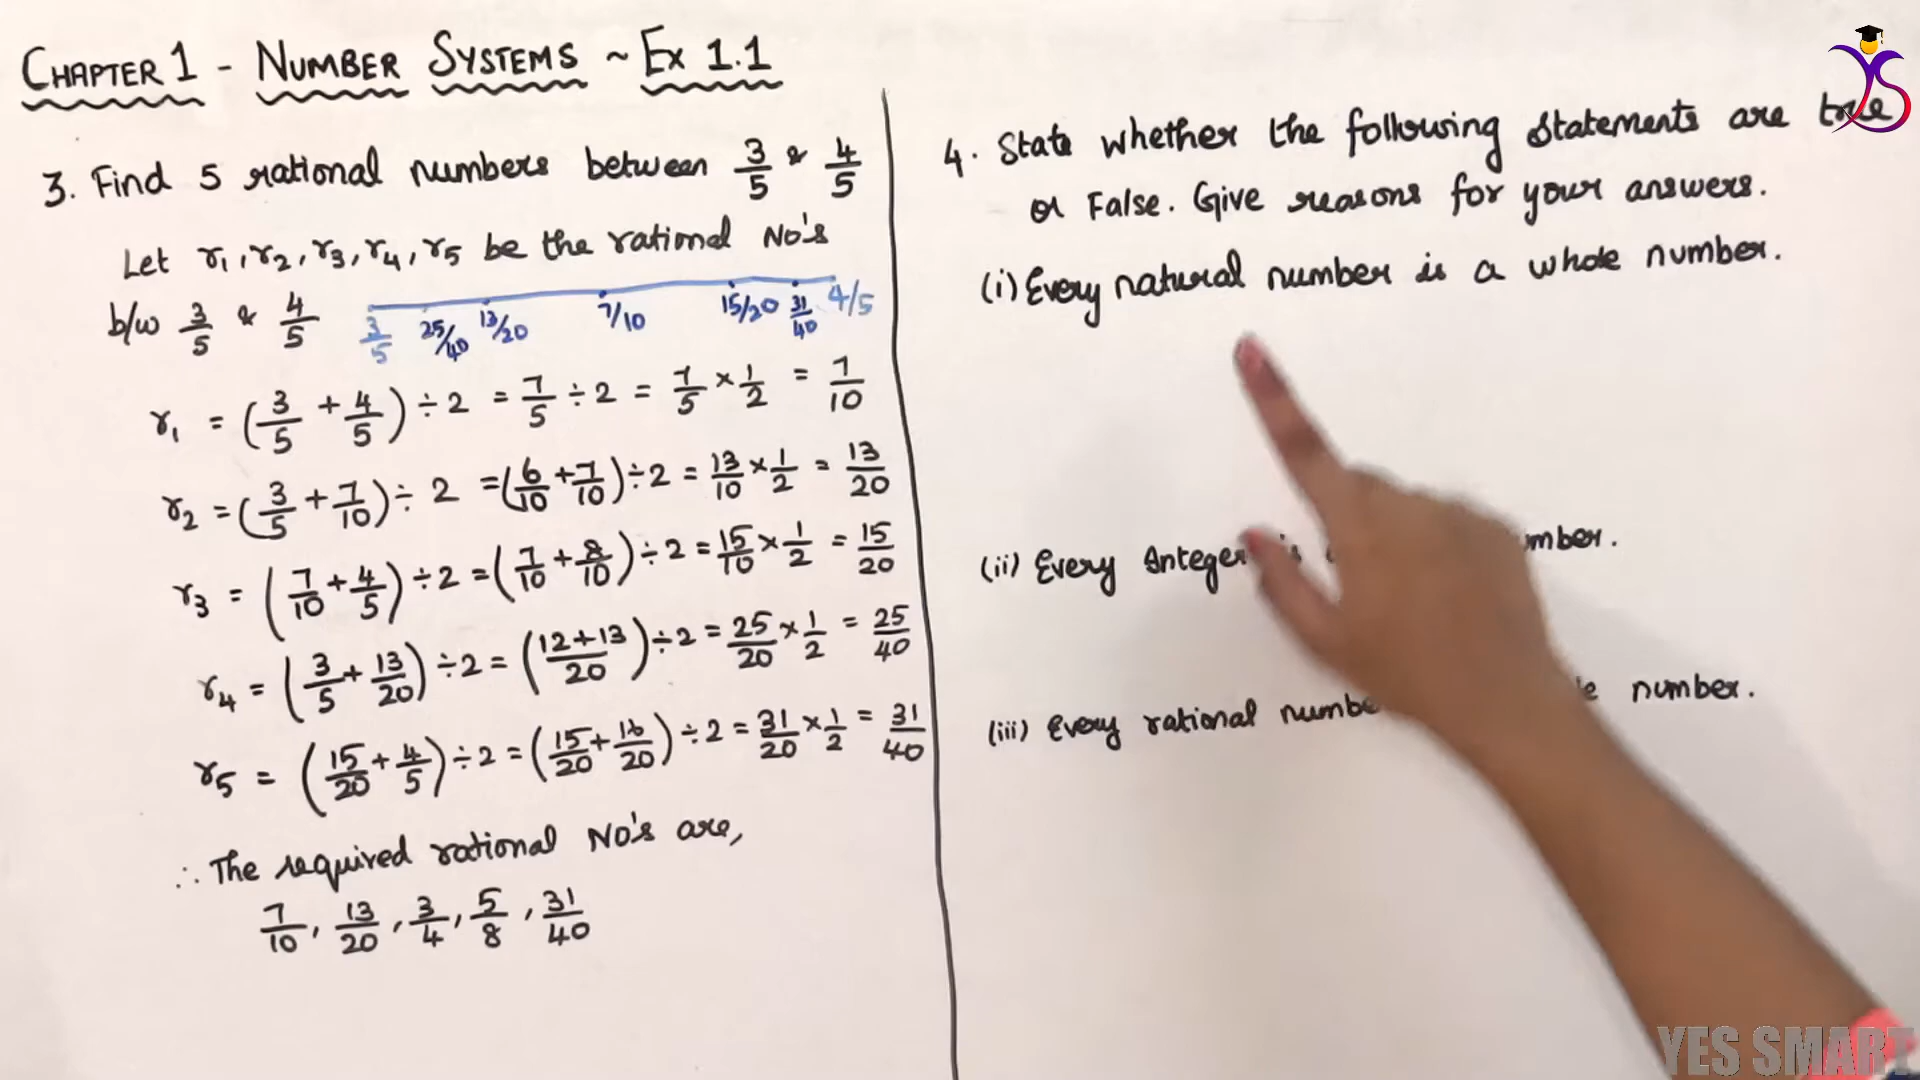 CHAPTER 1 - NUMBER SYSTEMS ~ EX 1.1
3. Find 5 rational numbers between 3/5 & 4/5
Let r₁, r₂, r₃, r₄, r₅ be the rational No's
b/w 3/5 & 4/5
3/5 25/40 13/20 7/10 15/20 31/40 4/5
r₁ = (3/5 + 4/5) ÷ 2 = 7/5 ÷ 2 = 7/5 × 1/2 = 7/10
r₂ = (3/5 + 7/10) ÷ 2 = (6/10 + 7/10) ÷ 2 = 13/10 × 1/2 = 13/20
r₃ = (7/10 + 4/5) ÷ 2 = (7/10 + 8/10) ÷ 2 = 15/10 × 1/2 = 15/20
r₄ = (3/5 + 13/20) ÷ 2 = (12+13/20) ÷ 2 = 25/20 × 1/2 = 25/40
r₅ = (15/20 + 4/5) ÷ 2 = (15/20 + 16/20) ÷ 2 = 31/20 × 1/2 = 31/40
∴ The required rational No's are,
7/10, 13/20, 3/4, 5/8, 31/40
4. State whether the following statements are true
or False. Give reasons for your answers.
(i) Every natural number is a whole number.
(ii) Every Integer is
(iii) Every rational number number.
YS
YES SMART